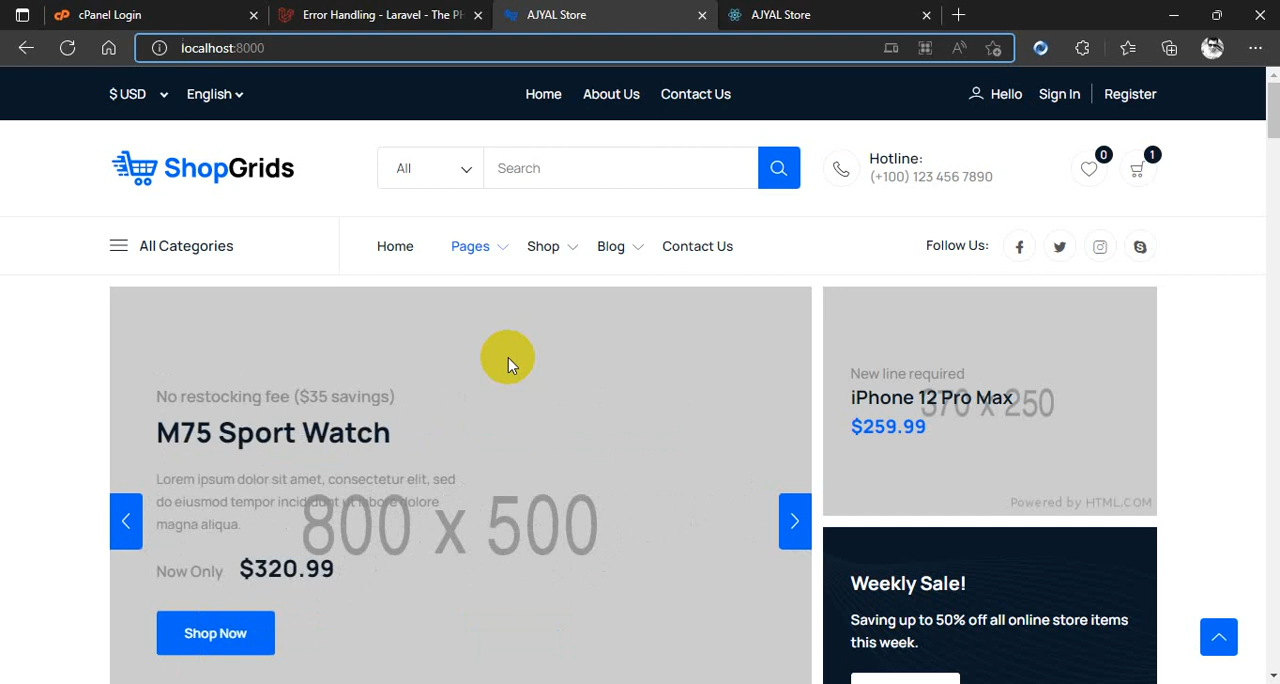 cPanel Login
Error Handling - Laravel - The PH
AJYAL Store
AJYAL Store
localhost:8000
$ USD
English
Home
About Us
Contact Us
Hello
Sign In
Register
ShopGrids
All
Search
Hotline:
(+100) 123 456 7890
0
1
All Categories
Home
Pages
Shop
Blog
Contact Us
Follow Us:
No restocking fee ($35 savings)
M75 Sport Watch
Lorem ipsum dolor sit amet, consectetur elit, sed
do eiusmod tempor incididunt ut labore dolore
magna aliqua.
800 x 500
Now Only $320.99
Shop Now
New line required
iPhone 12 Pro Max
370 x 250
$259.99
Powered by HTML.COM
Weekly Sale!
Saving up to 50% off all online store items
this week.